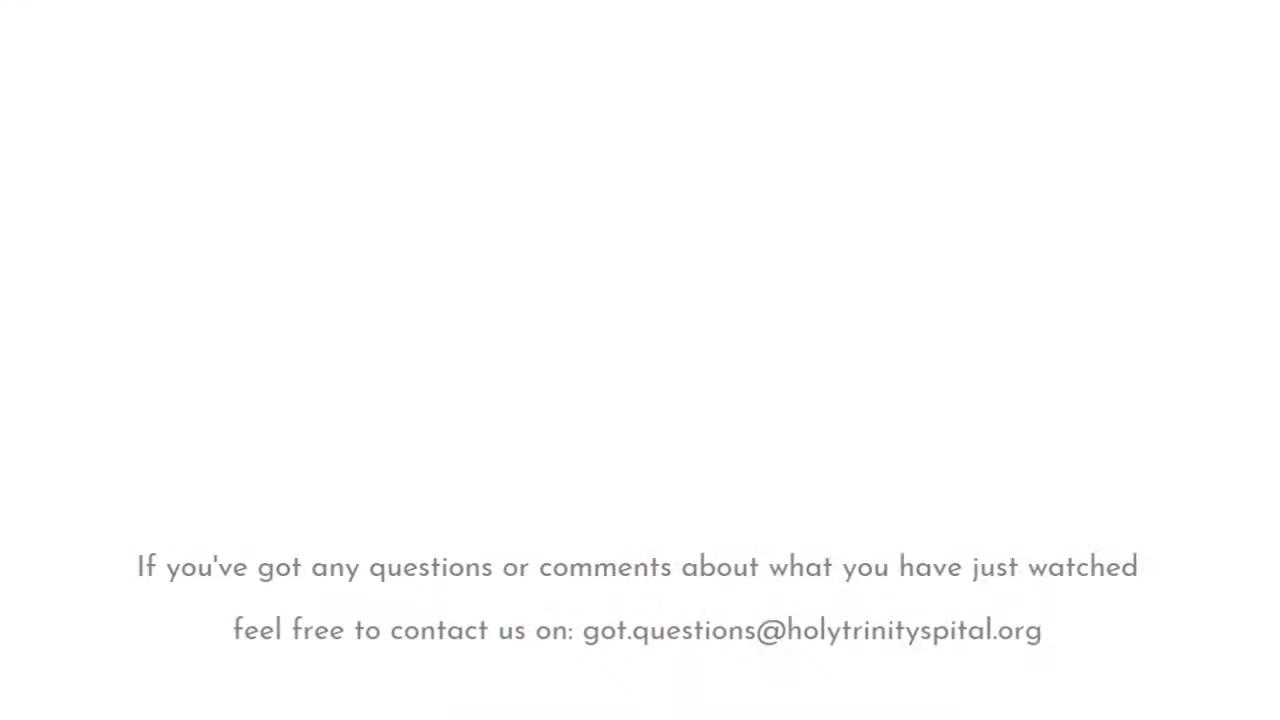 If you've got any questions or comments about what you have just watched
feel free to contact us on: got.questions@holytrinityspital.org